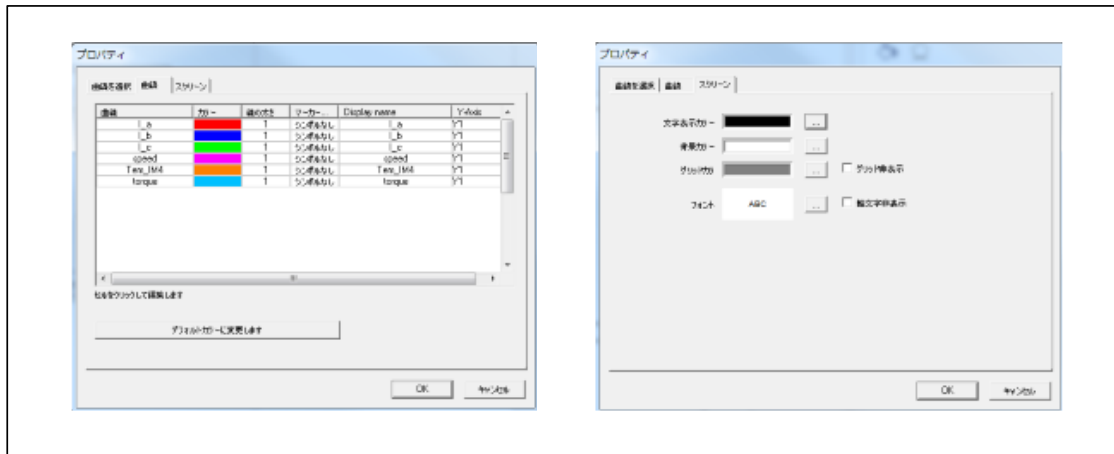 プロパティ
曲線を選択 曲線 スクリーン
曲線 カラー 線の太さ マーカー... Display name Y-Axis
I_a 1 シンボルなし I_a Y1
I_b 1 シンボルなし I_b Y1
I_c 1 シンボルなし I_c Y1
speed 1 シンボルなし speed Y1
Tem_IM4 1 シンボルなし Tem_IM4 Y1
torque 1 シンボルなし torque Y1
セルをクリックして編集します
デフォルトカラーに変更します
OK キャンセル
プロパティ
曲線を選択 曲線 スクリーン
文字表示カラー ...
背景カラー ...
グリッドカラー ... グリッド非表示
フォント ABC ... 絵文字非表示
OK キャンセル